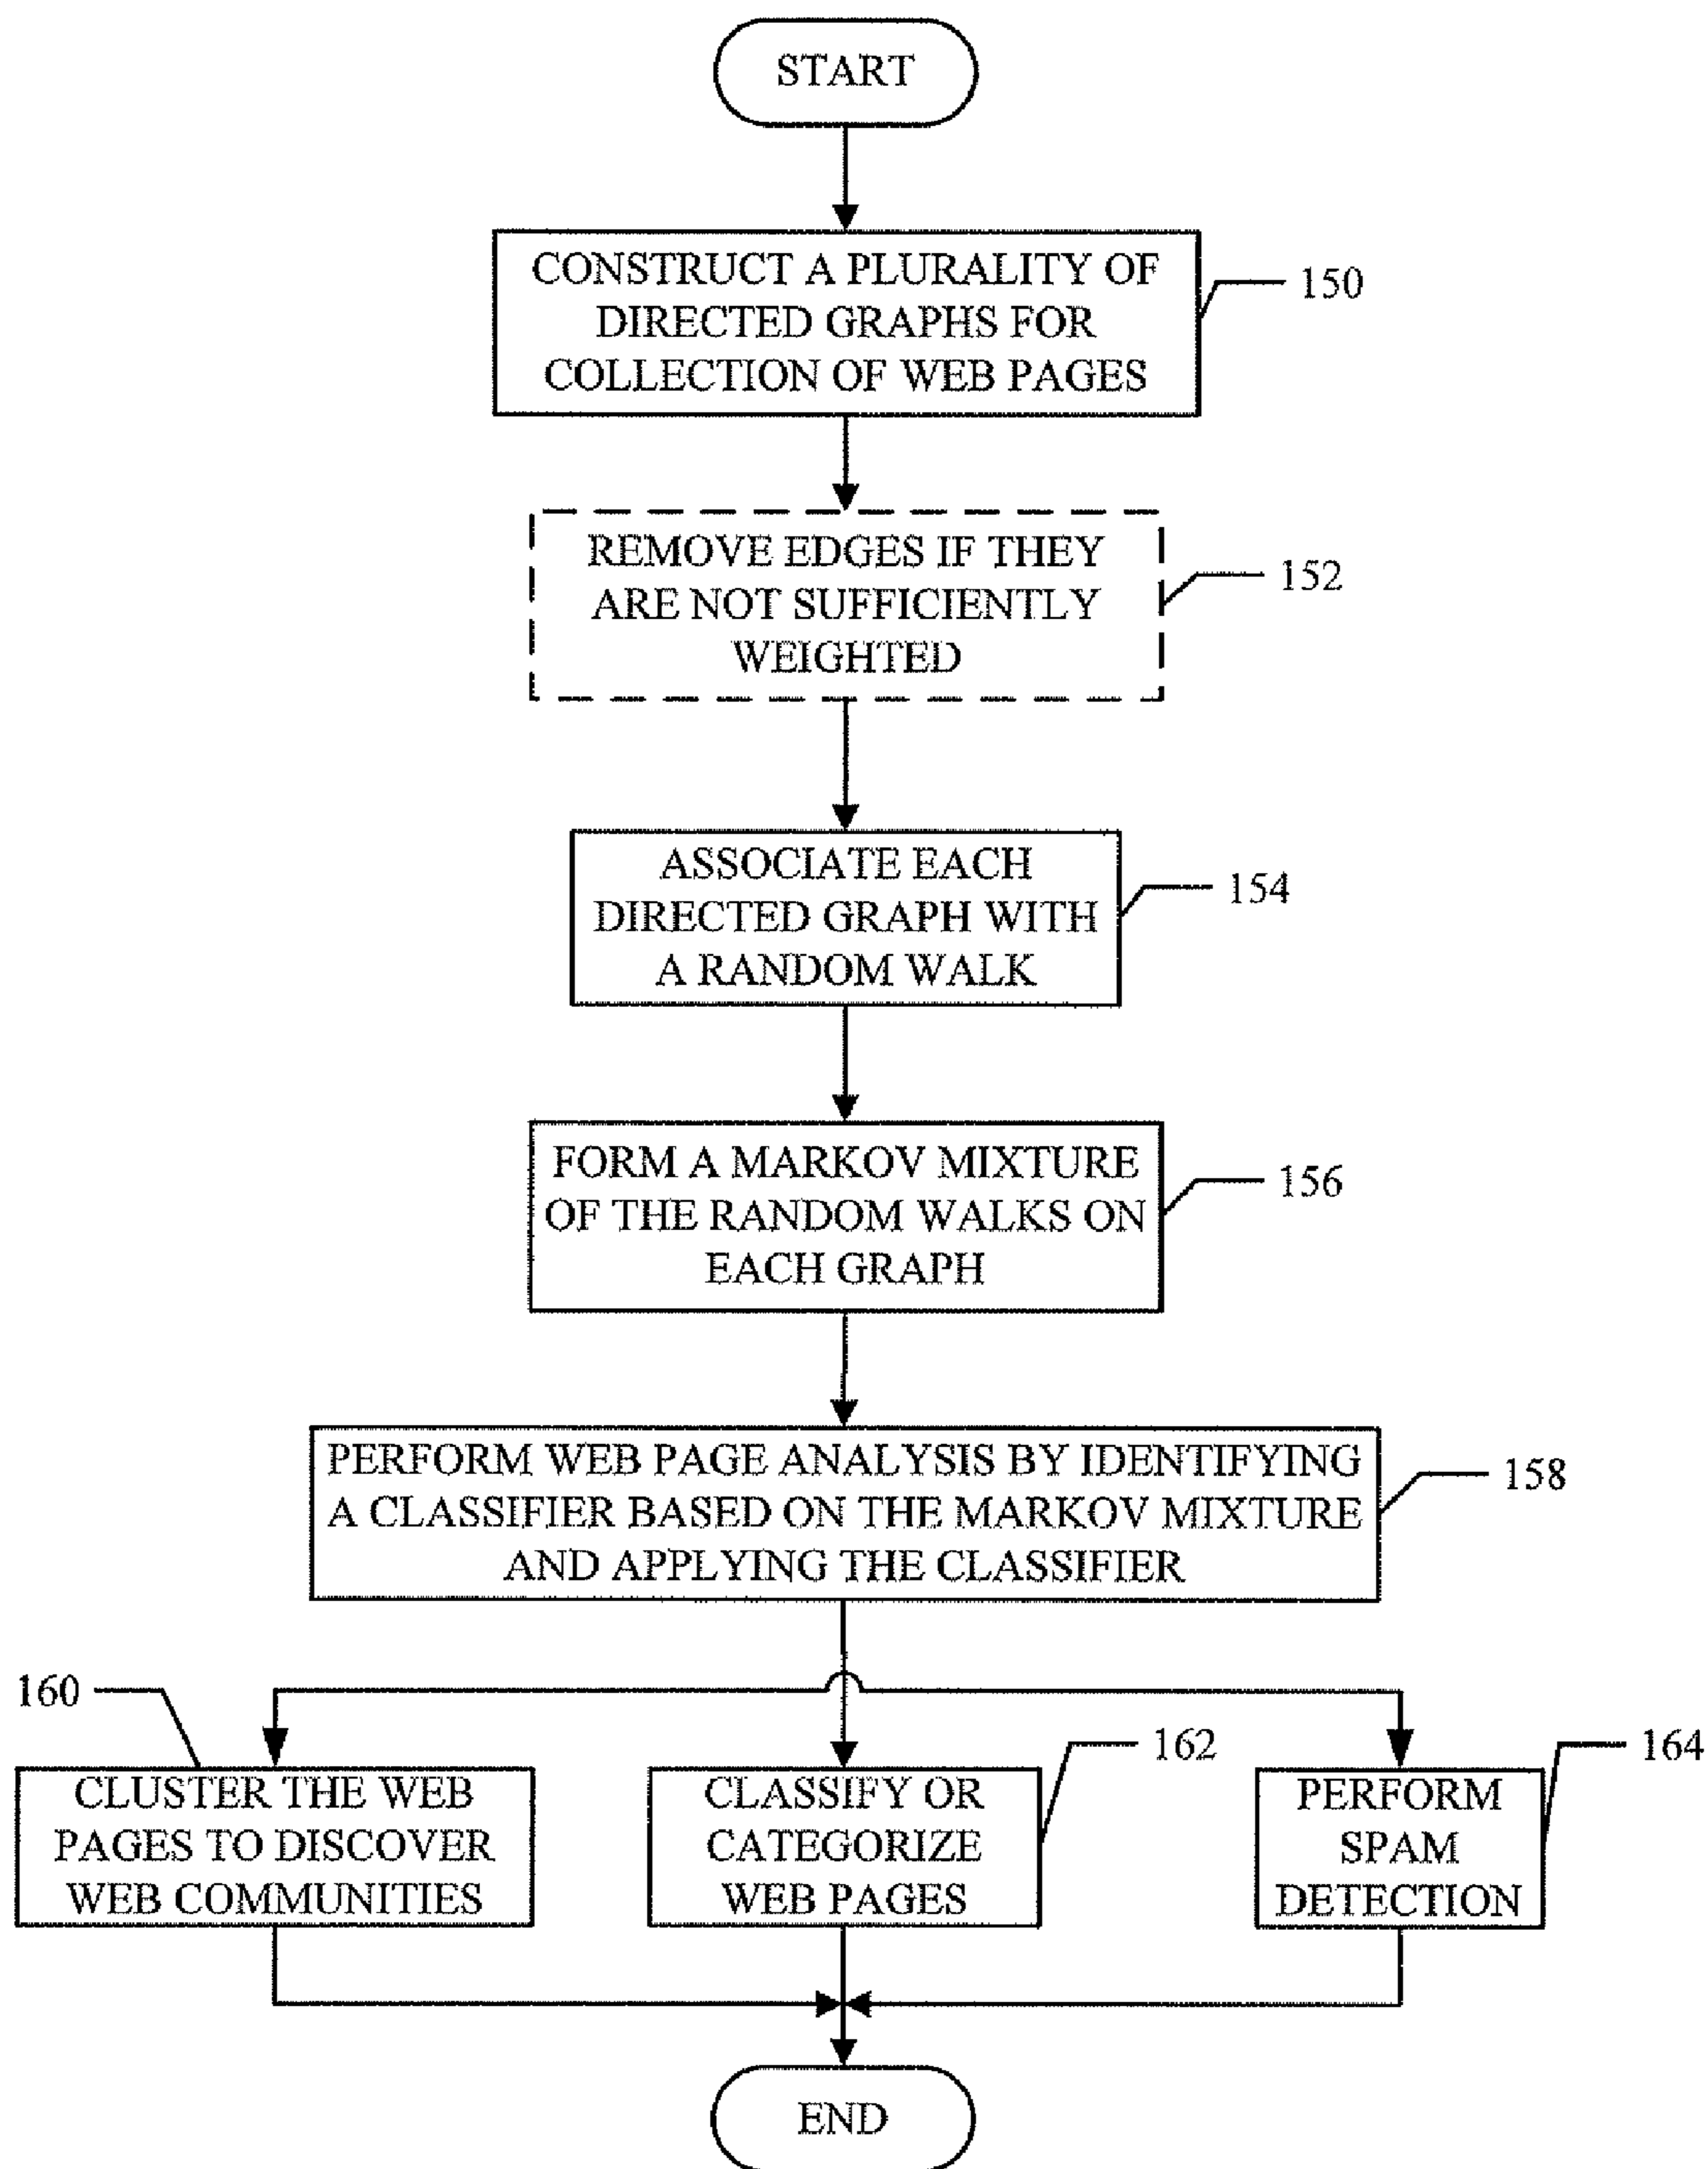 START
CONSTRUCT A PLURALITY OF
DIRECTED GRAPHS FOR
COLLECTION OF WEB PAGES
150
REMOVE EDGES IF THEY
ARE NOT SUFFICIENTLY
WEIGHTED
152
ASSOCIATE EACH
DIRECTED GRAPH WITH
A RANDOM WALK
154
FORM A MARKOV MIXTURE
OF THE RANDOM WALKS ON
EACH GRAPH
156
PERFORM WEB PAGE ANALYSIS BY IDENTIFYING
A CLASSIFIER BASED ON THE MARKOV MIXTURE
AND APPLYING THE CLASSIFIER
158
160
CLUSTER THE WEB
PAGES TO DISCOVER
WEB COMMUNITIES
162
CLASSIFY OR
CATEGORIZE
WEB PAGES
164
PERFORM
SPAM
DETECTION
END